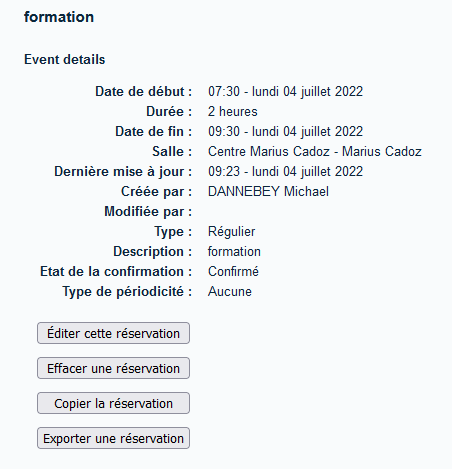 formation
Event details
Date de début : 07:30 - lundi 04 juillet 2022
Durée : 2 heures
Date de fin : 09:30 - lundi 04 juillet 2022
Salle : Centre Marius Cadoz - Marius Cadoz
Dernière mise à jour : 09:23 - lundi 04 juillet 2022
Créée par : DANNEBEY Michael
Modifiée par :
Type : Régulier
Description : formation
Etat de la confirmation : Confirmé
Type de périodicité : Aucune
Éditer cette réservation
Effacer une réservation
Copier la réservation
Exporter une réservation